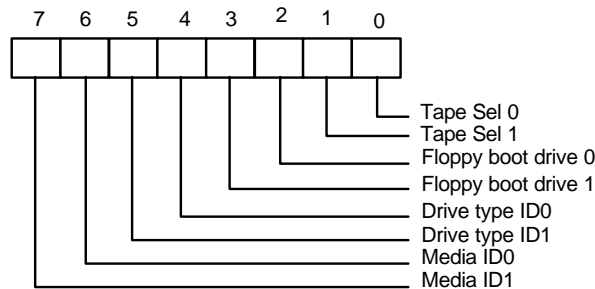 7 6 5 4 3 2 1 0
Tape Sel 0
Tape Sel 1
Floppy boot drive 0
Floppy boot drive 1
Drive type ID0
Drive type ID1
Media ID0
Media ID1